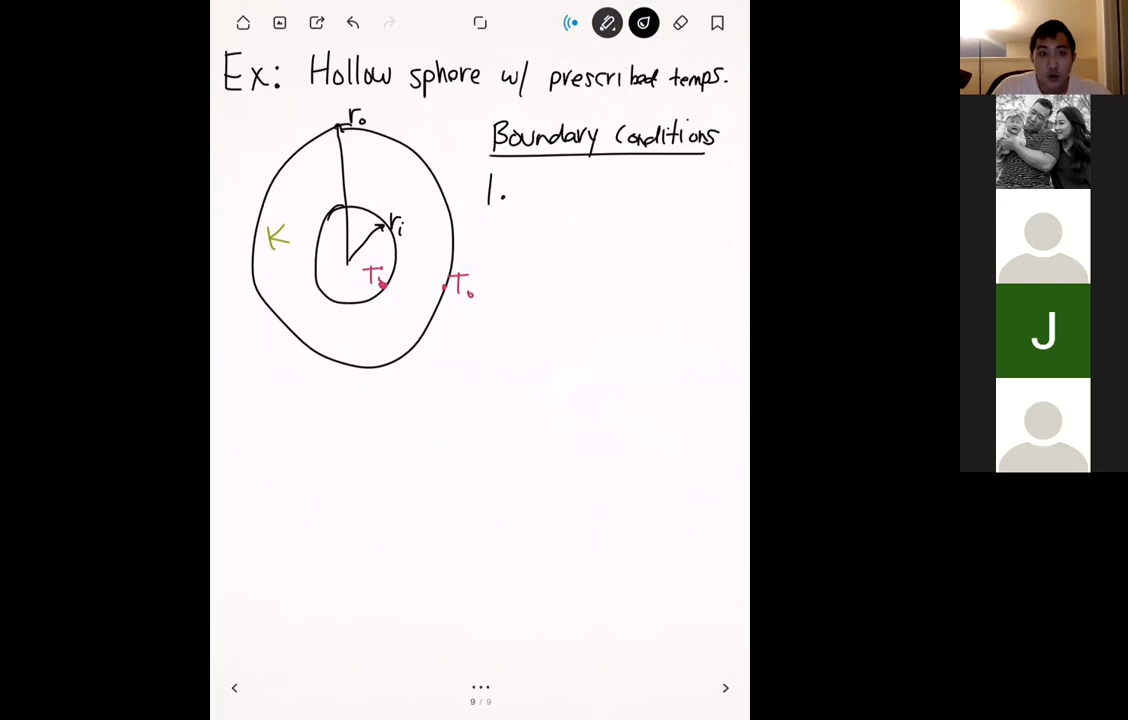 Ex: Hollow sphere w/ prescribed temps.
r₀
Boundary Conditions
1.
rᵢ
K
Tᵢ
T₀
J
9 / 9